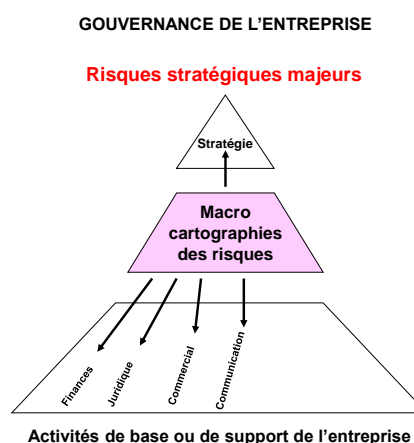 GOUVERNANCE DE L'ENTREPRISE
Risques stratégiques majeurs
Stratégie
Macro
cartographies
des risques
Finances
Juridique
Commercial
Communication
Activités de base ou de support de l'entreprise